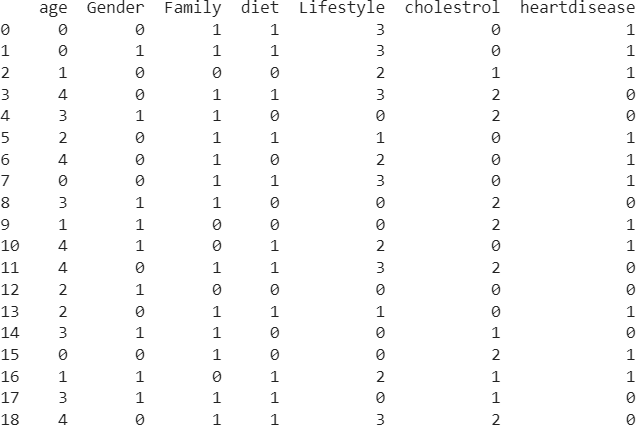 age Gender Family diet Lifestyle cholestrol heartdisease
0 0 0 1 1 3 0 1
1 0 1 1 1 3 0 1
2 1 0 0 0 2 1 1
3 4 0 1 1 3 2 0
4 3 1 1 0 0 2 0
5 2 0 1 1 1 0 1
6 4 0 1 0 2 0 1
7 0 0 1 1 3 0 1
8 3 1 1 0 0 2 0
9 1 1 0 0 0 2 1
10 4 1 0 1 2 0 1
11 4 0 1 1 3 2 0
12 2 1 0 0 0 0 0
13 2 0 1 1 1 0 1
14 3 1 1 0 0 1 0
15 0 0 1 0 0 2 1
16 1 1 0 1 2 1 1
17 3 1 1 1 0 1 0
18 4 0 1 1 3 2 0